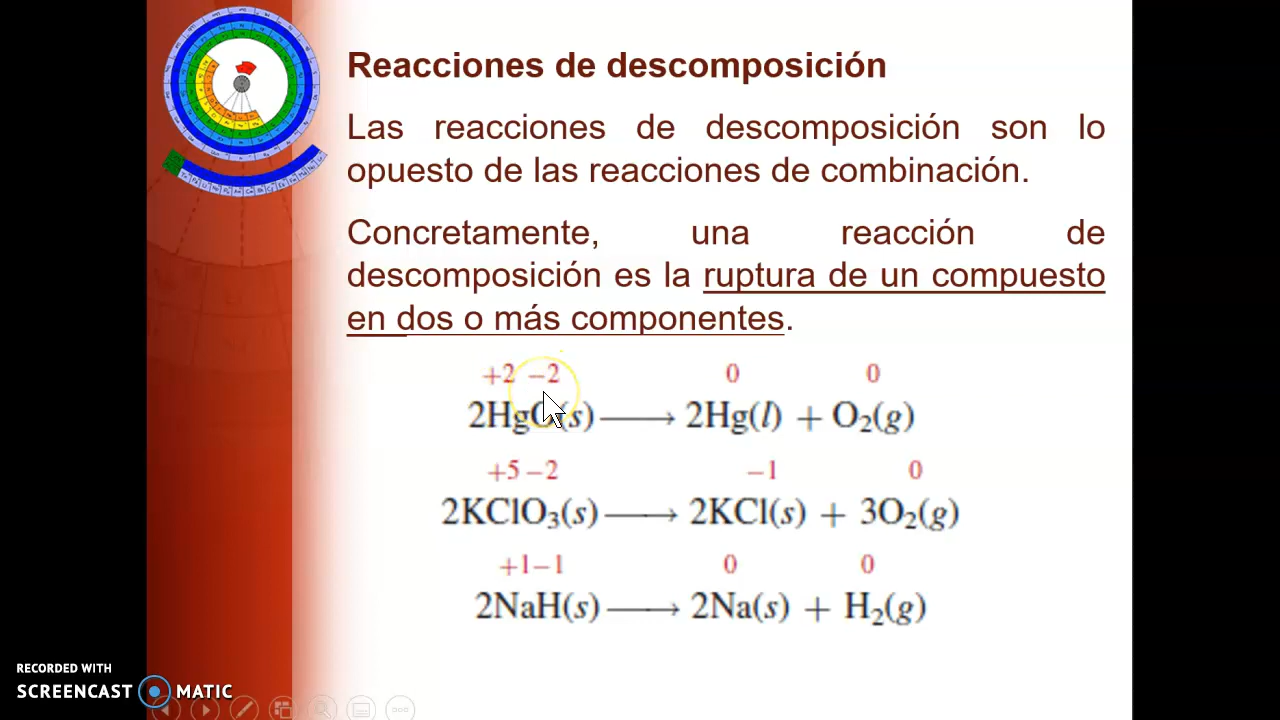 Reacciones de descomposición
Las reacciones de descomposición son lo
opuesto de las reacciones de combinación.
Concretamente, una reacción de
descomposición es la ruptura de un compuesto
en dos o más componentes.
+2 −2 0 0
2HgO(s) ⟶ 2Hg(l) + O₂(g)
+5 −2 −1 0
2KClO₃(s) ⟶ 2KCl(s) + 3O₂(g)
+1 −1 0 0
2NaH(s) ⟶ 2Na(s) + H₂(g)
RECORDED WITH
SCREENCAST MATIC